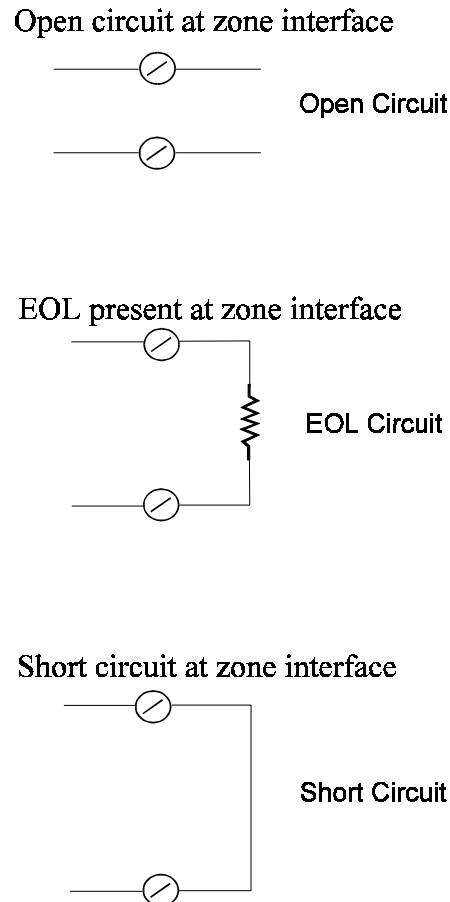 Open circuit at zone interface
Open Circuit
EOL present at zone interface
EOL Circuit
Short circuit at zone interface
Short Circuit